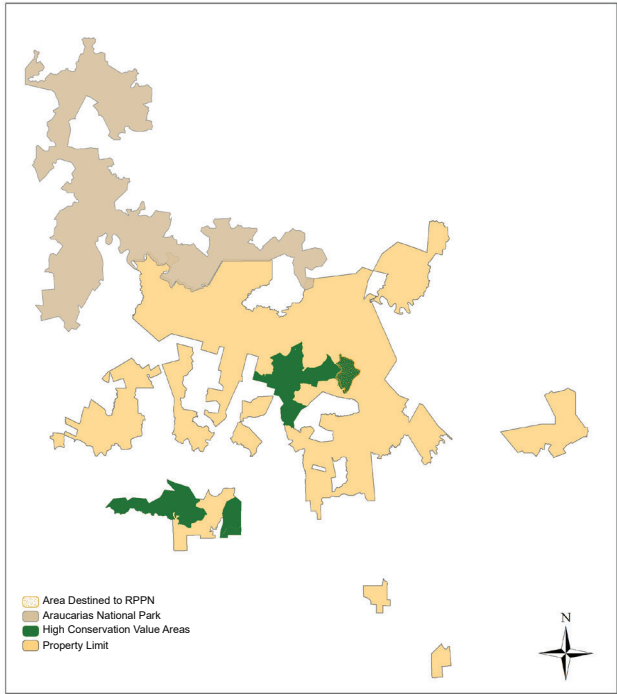 Area Destined to RPPN
Araucarias National Park
High Conservation Value Areas
Property Limit
N